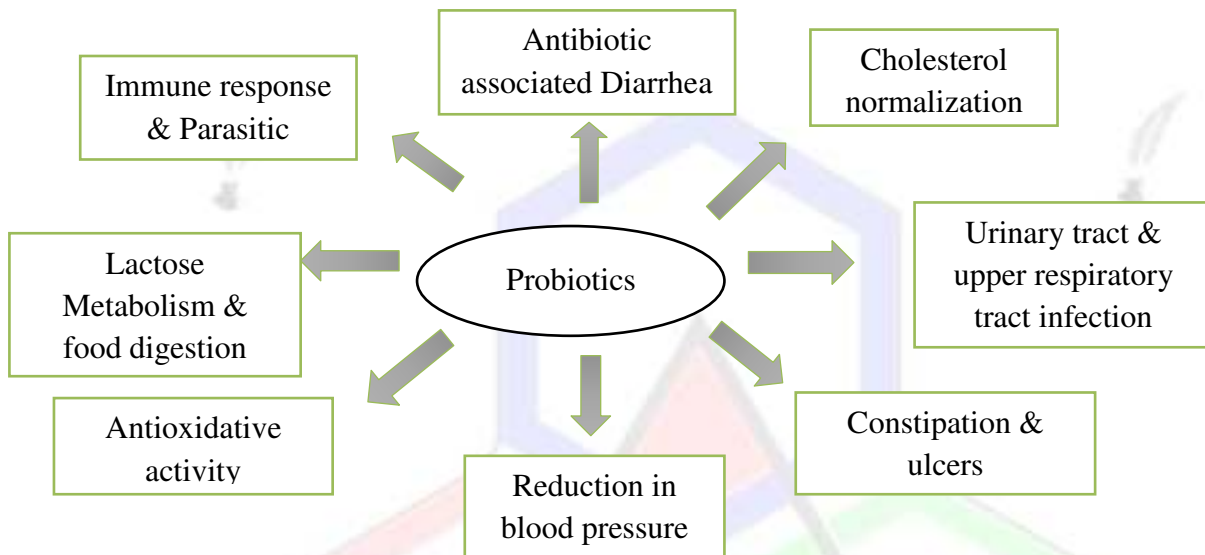 Antibiotic
associated Diarrhea
Cholesterol
normalization
Immune response
& Parasitic
Urinary tract &
upper respiratory
tract infection
Lactose
Metabolism &
food digestion
Probiotics
Antioxidative
activity
Constipation &
ulcers
Reduction in
blood pressure